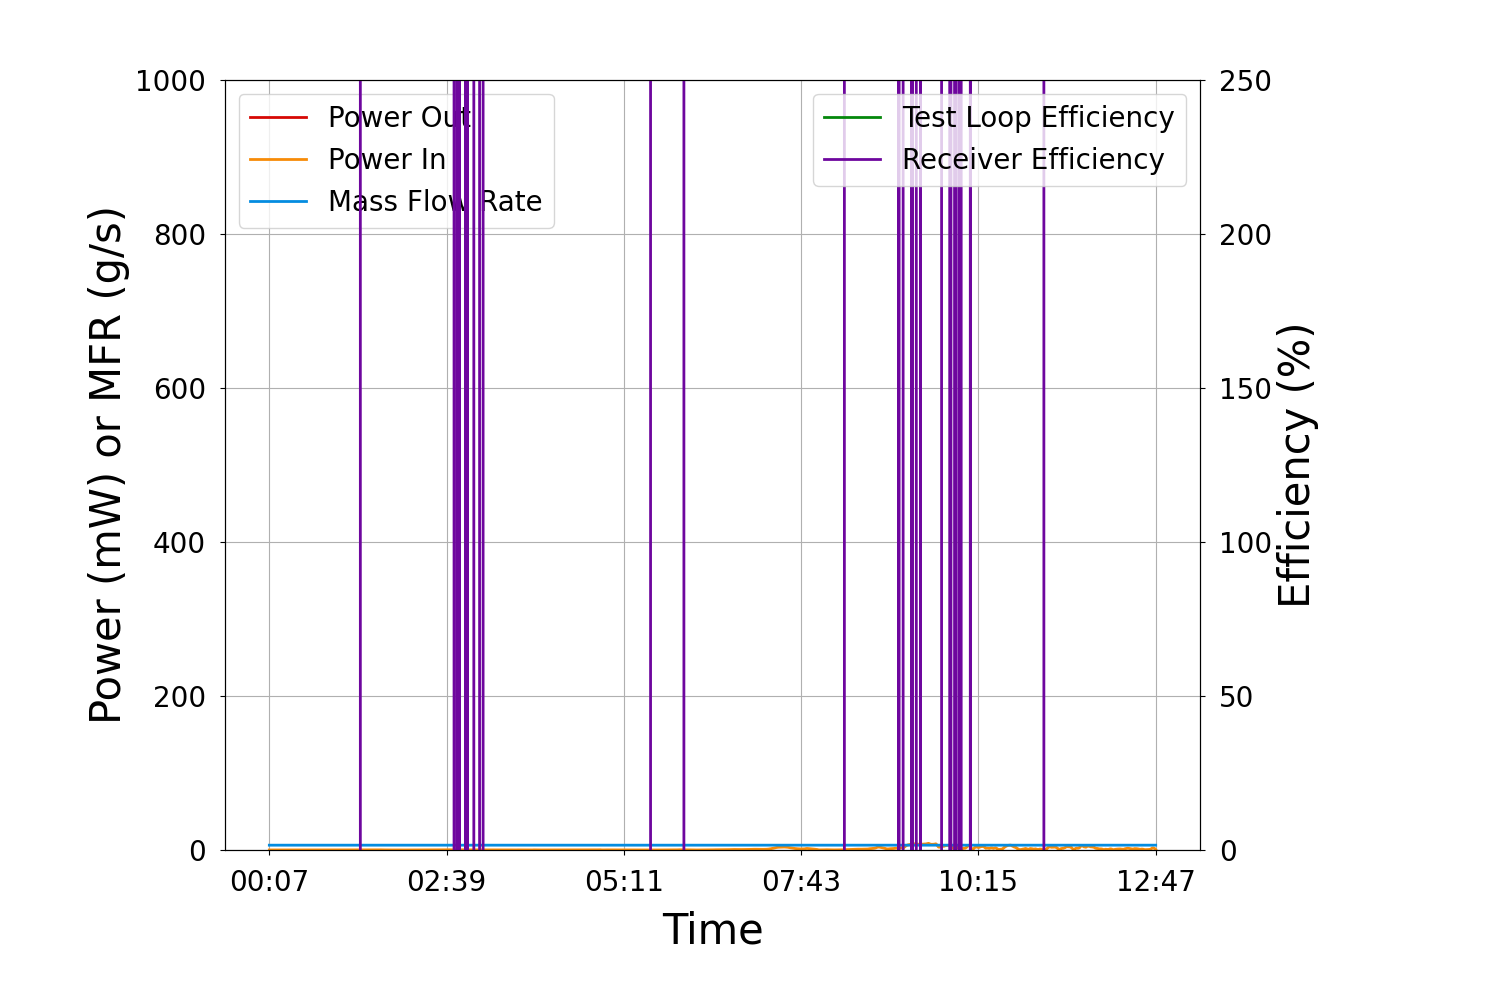 1000
800
600
400
200
0
Power (mW) or MFR (g/s)
Power Out
Power In
Mass Flow Rate
Test Loop Efficiency
Receiver Efficiency
250
200
150
100
50
0
Efficiency (%)
00:07 02:39 05:11 07:43 10:15 12:47
Time